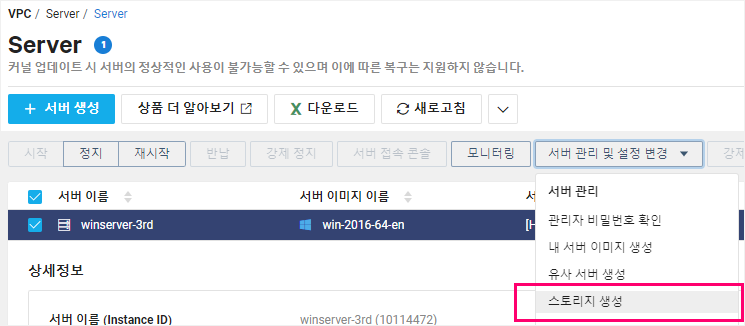 VPC / Server / Server
Server 1
커널 업데이트 시 서버의 정상적인 사용이 불가능할 수 있으며 이에 따른 복구는 지원하지 않습니다.
+ 서버 생성 상품 더 알아보기 다운로드 새로고침
시작 정지 재시작 반납 강제 정지 서버 접속 콘솔 모니터링 서버 관리 및 설정 변경 강제
서버 이름 서버 이미지 이름 서
winserver-3rd win-2016-64-en [H
서버 관리
관리자 비밀번호 확인
내 서버 이미지 생성
유사 서버 생성
스토리지 생성
상세정보
서버 이름 (Instance ID) winserver-3rd (10114472)